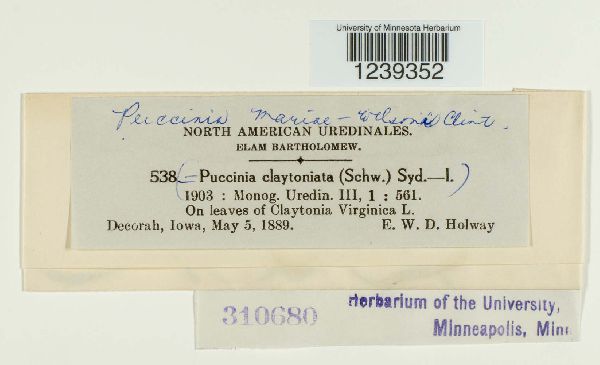 University of Minnesota Herbarium
1239352
Puccinia Mariae-Wilsoni Clint.
NORTH AMERICAN UREDINALES.
ELAM BARTHOLOMEW.
538 (=Puccinia claytoniata (Schw.) Syd.—I.)
1903 : Monog. Uredin. III, 1 : 561.
On leaves of Claytonia Virginica L.
Decorah, Iowa, May 5, 1889. E. W. D. Holway
310680
Herbarium of the University,
Minneapolis, Minn